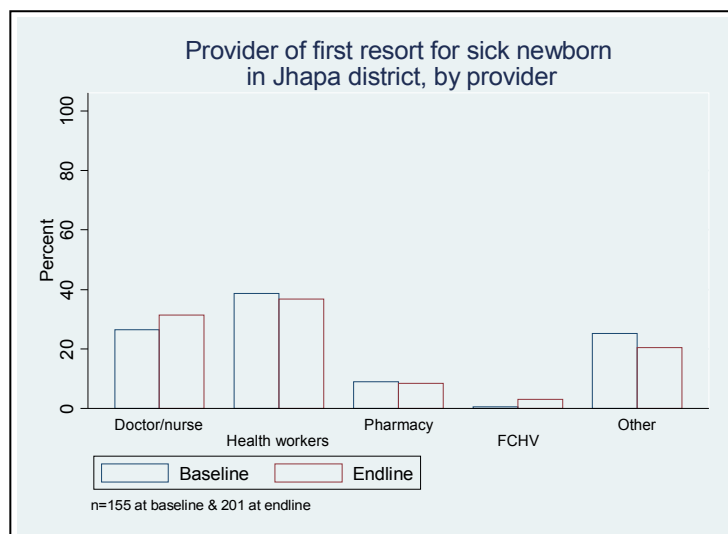 Provider of first resort for sick newborn
in Jhapa district, by provider
Percent
100
80
60
40
20
0
Doctor/nurse
Health workers
Pharmacy
FCHV
Other
Baseline
Endline
n=155 at baseline & 201 at endline